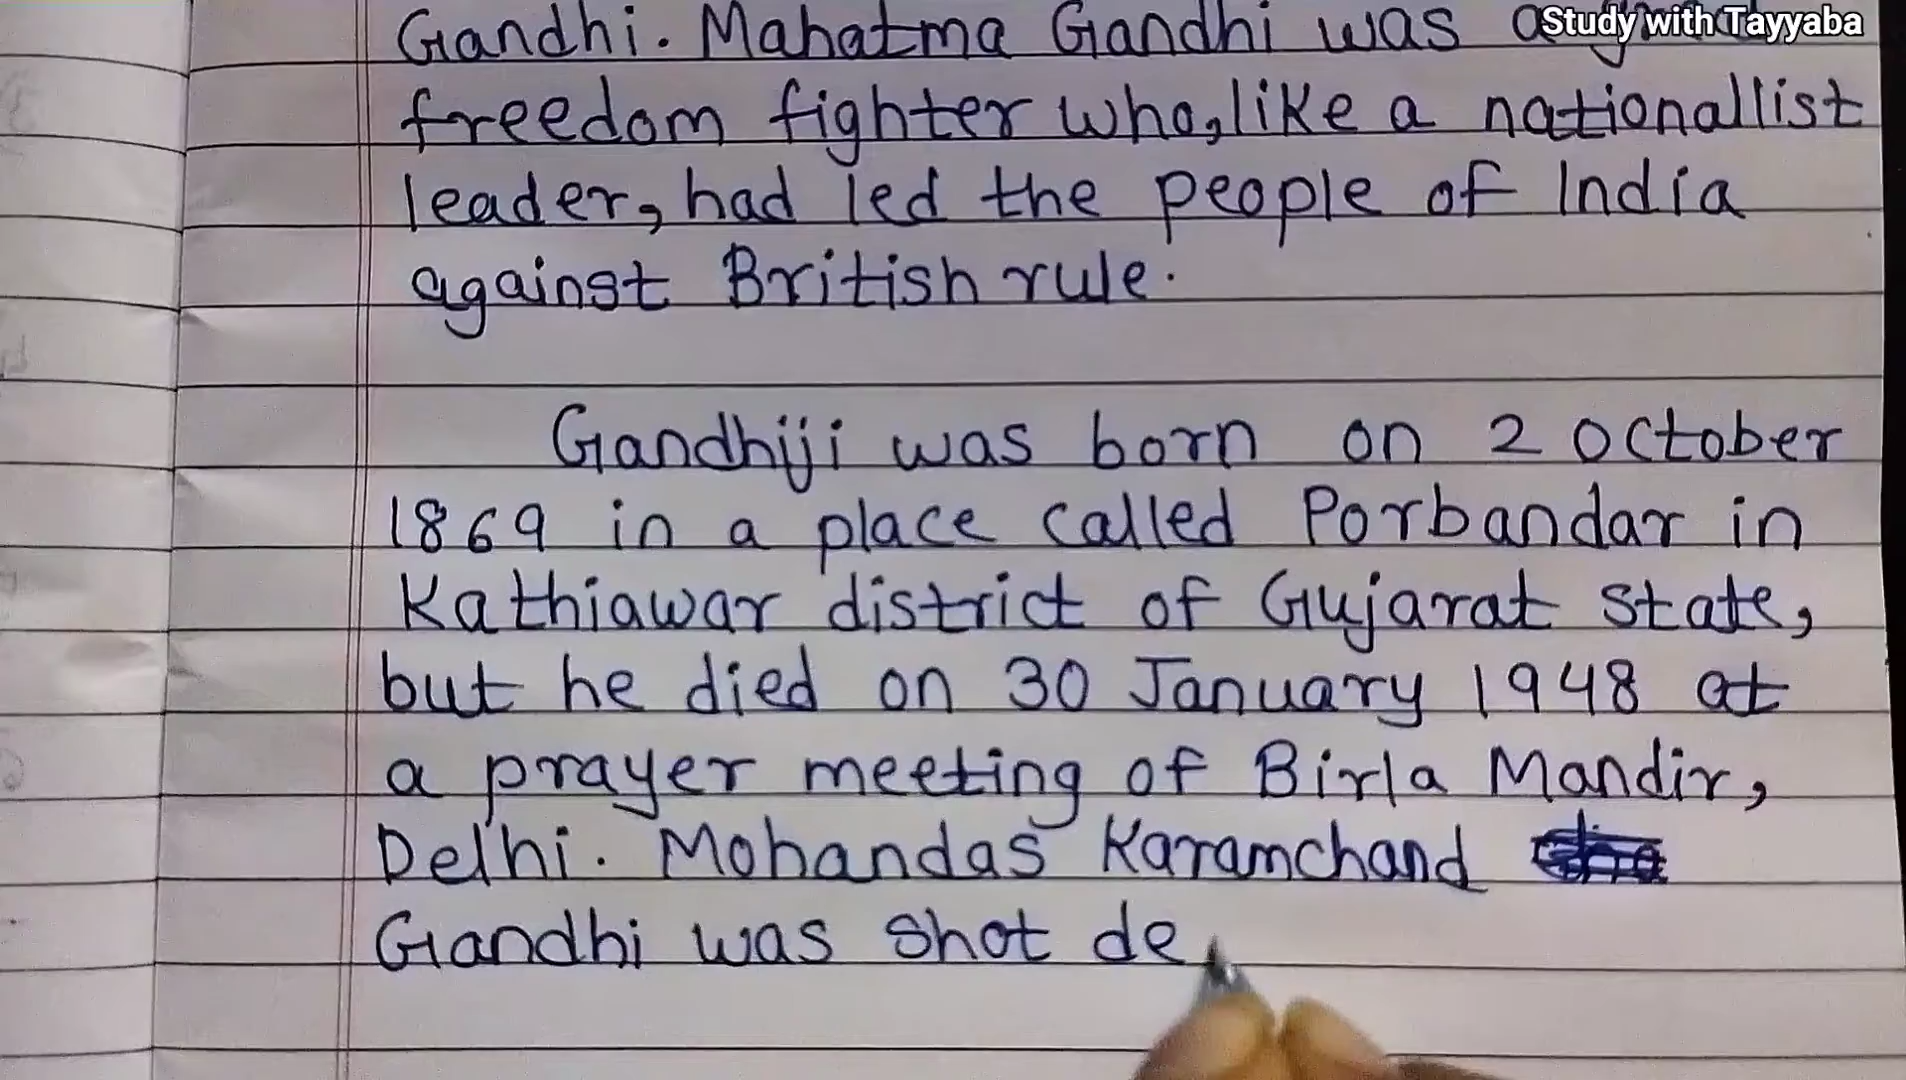 Study with Tayyaba
Gandhi. Mahatma Gandhi was a
freedom fighter who, like a nationallist
leader, had led the people of India
against British rule.
Gandhiji was born on 2 October
1869 in a place called Porbandar in
Kathiawar district of Gujarat state,
but he died on 30 January 1948 at
a prayer meeting of Birla Mandir,
Delhi. Mohandas Karamchand
Gandhi was shot de